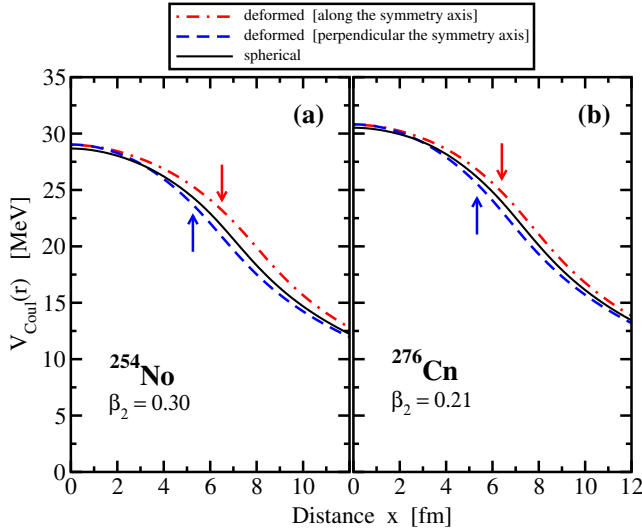 deformed [along the symmetry axis]
deformed [perpendicular the symmetry axis]
spherical
(a)
(b)
35
30
25
20
15
10
5
0
V_Coul(r) [MeV]
²⁵⁴No
β₂ = 0.30
²⁷⁶Cn
β₂ = 0.21
0 2 4 6 8 10 0 2 4 6 8 10 12
Distance x [fm]